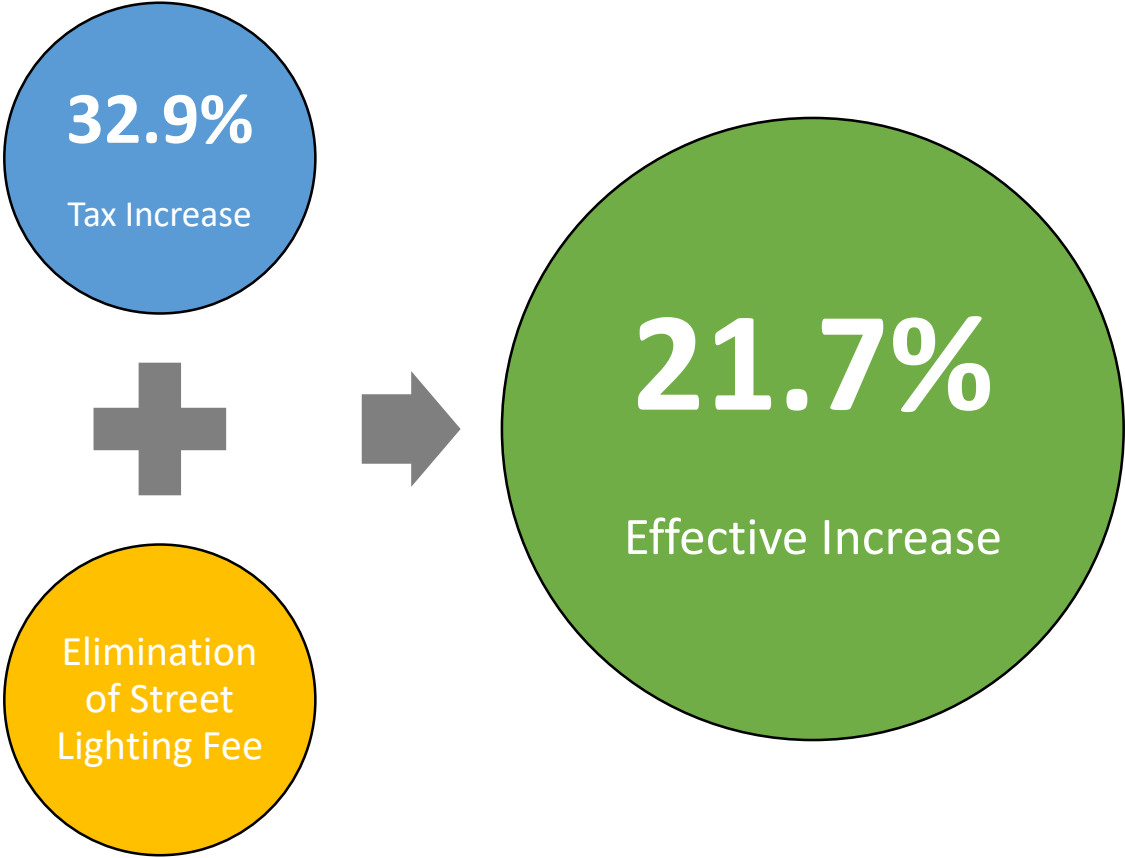 32.9%
Tax Increase
Elimination
of Street
Lighting Fee
21.7%
Effective Increase